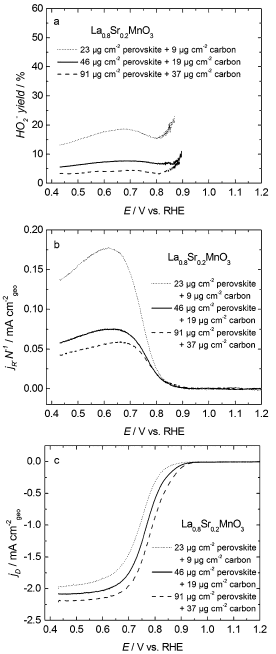 a
La0.8Sr0.2MnO3
23 µg cm-2 perovskite + 9 µg carbon
46 µg cm-2 perovskite + 19 µg carbon
91 µg cm-2 perovskite + 37 µg carbon
60
50
40
30
20
10
0
HO2- yield / %
0.4 0.5 0.6 0.7 0.8 0.9 1.0 1.1 1.2
E / V vs. RHE
b
La0.8Sr0.2MnO3
23 µg cm-2 perovskite
+ 9 µg cm-2 carbon
46 µg cm-2 perovskite
+ 19 µg cm-2 carbon
91 µg cm-2 perovskite
+ 37 µg cm-2 carbon
0.20
0.15
0.10
0.05
0.00
jR N-1 / mA cm-2geo
0.4 0.5 0.6 0.7 0.8 0.9 1.0 1.1 1.2
E / V vs. RHE
c
La0.8Sr0.2MnO3
23 µg cm-2 perovskite
+ 9 µg cm-2 carbon
46 µg cm-2 perovskite
+ 19 µg cm-2 carbon
91 µg cm-2 perovskite
+ 37 µg cm-2 carbon
0.0
-0.5
-1.0
-1.5
-2.0
-2.5
jD / mA cm-2geo
0.4 0.5 0.6 0.7 0.8 0.9 1.0 1.1 1.2
E / V vs. RHE